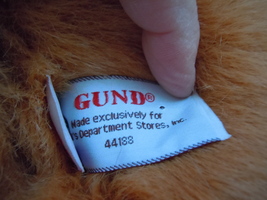 GUND®
Made exclusively for
's Department Stores, Inc.
44188